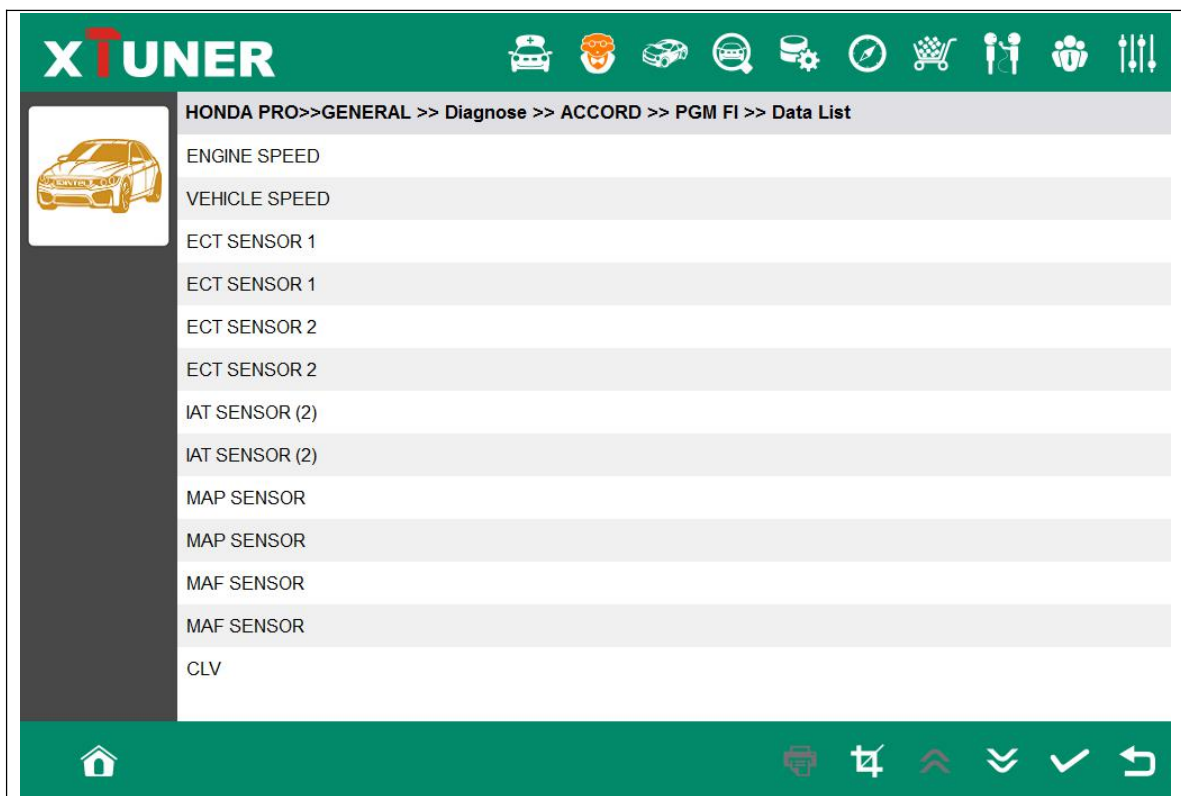 XTUNER
HONDA PRO>>GENERAL >> Diagnose >> ACCORD >> PGM FI >> Data List
ENGINE SPEED
VEHICLE SPEED
ECT SENSOR 1
ECT SENSOR 1
ECT SENSOR 2
ECT SENSOR 2
IAT SENSOR (2)
IAT SENSOR (2)
MAP SENSOR
MAP SENSOR
MAF SENSOR
MAF SENSOR
CLV